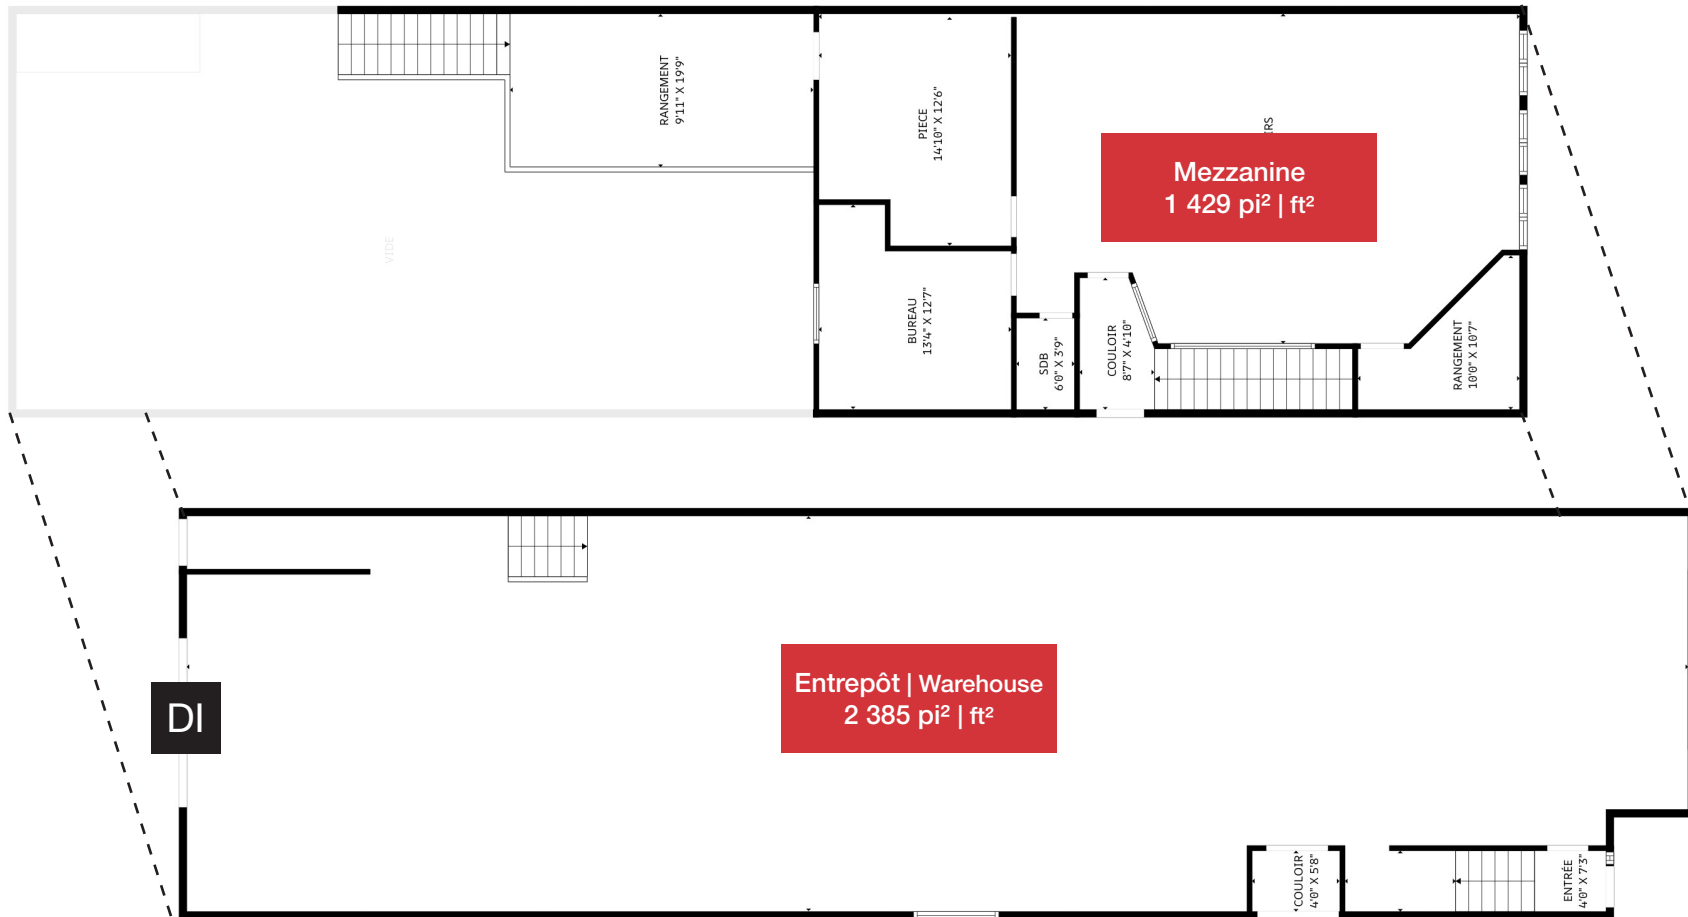 RANGEMENT
9'11" X 19'9"
PIECE
14'10" X 12'6"
Mezzanine
1 429 pi² | ft²
VIDE
BUREAU
13'4" X 12'7"
SDB
6'0" X 3'9"
COULOIR
8'7" X 4'10"
RANGEMENT
10'0" X 10'7"
Entrepôt | Warehouse
2 385 pi² | ft²
DI
COULOIR
4'0" X 5'8"
ENTRÉE
4'0" X 7'3"